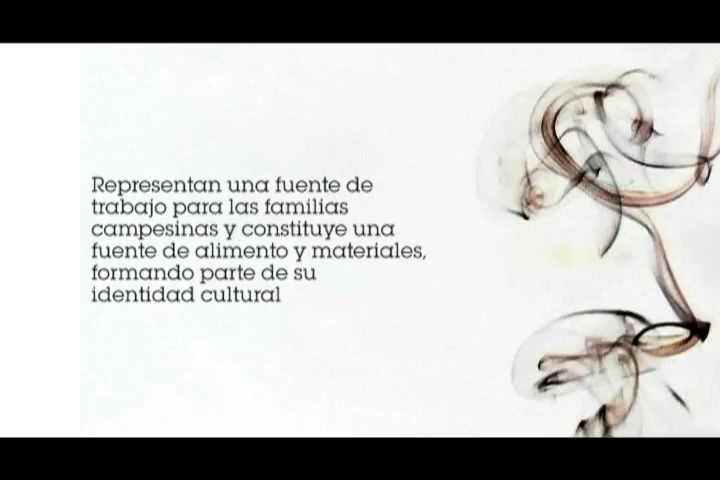 Representan una fuente de
trabajo para las familias
campesinas y constituye una
fuente de alimento y materiales,
formando parte de su
identidad cultural